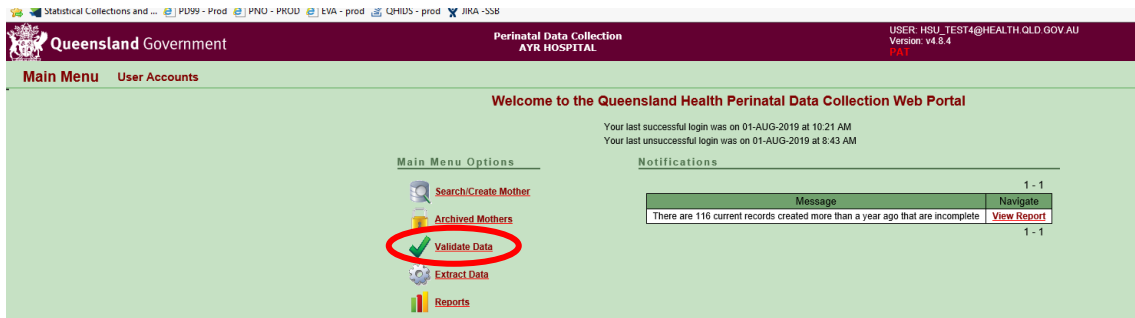 Statistical Collections and ... PD99 - Prod PNO - PROD EVA - prod QHIDS - prod JIRA -SSB
Queensland Government
Perinatal Data Collection
AYR HOSPITAL
USER: HSU_TEST4@HEALTH.QLD.GOV.AU
Version: v4.8.4
PAT
Main Menu User Accounts
Welcome to the Queensland Health Perinatal Data Collection Web Portal
Your last successful login was on 01-AUG-2019 at 10:21 AM
Your last unsuccessful login was on 01-AUG-2019 at 8:43 AM
Main Menu Options
Search/Create Mother
Archived Mothers
Validate Data
Extract Data
Reports
Notifications
1 - 1
Message Navigate
There are 116 current records created more than a year ago that are incomplete View Report
1 - 1